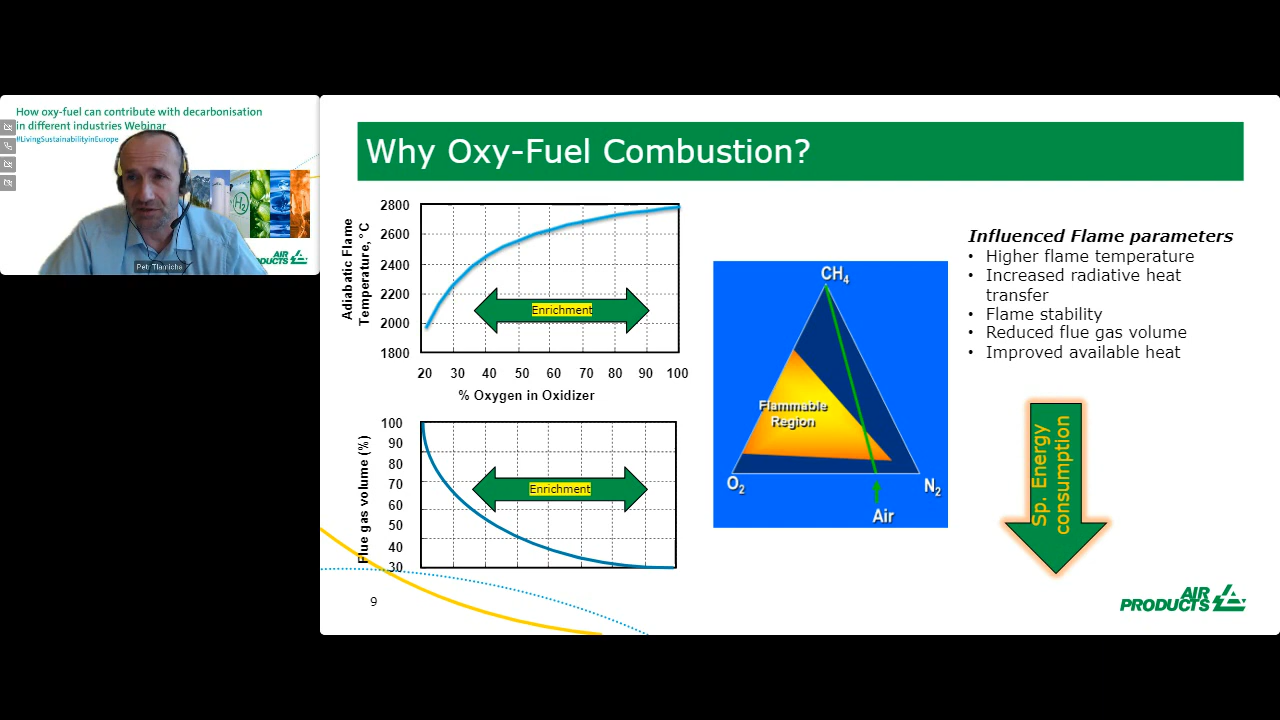 How oxy-fuel can contribute with decarbonisation
in different industries Webinar
#LivingSustainabilityinEurope
H2
AIR
PRODUCTS
Petr Tlamicha
Why Oxy-Fuel Combustion?
Adiabatic Flame
Temperature, °C
2800
2600
2400
2200
2000
1800
Enrichment
20 30 40 50 60 70 80 90 100
% Oxygen in Oxidizer
Flue gas volume (%)
100
90
80
70
60
50
40
30
Enrichment
CH4
Flammable
Region
O2
N2
Air
Influenced Flame parameters
• Higher flame temperature
• Increased radiative heat
transfer
• Flame stability
• Reduced flue gas volume
• Improved available heat
Sp. Energy
consumption
9
AIR
PRODUCTS